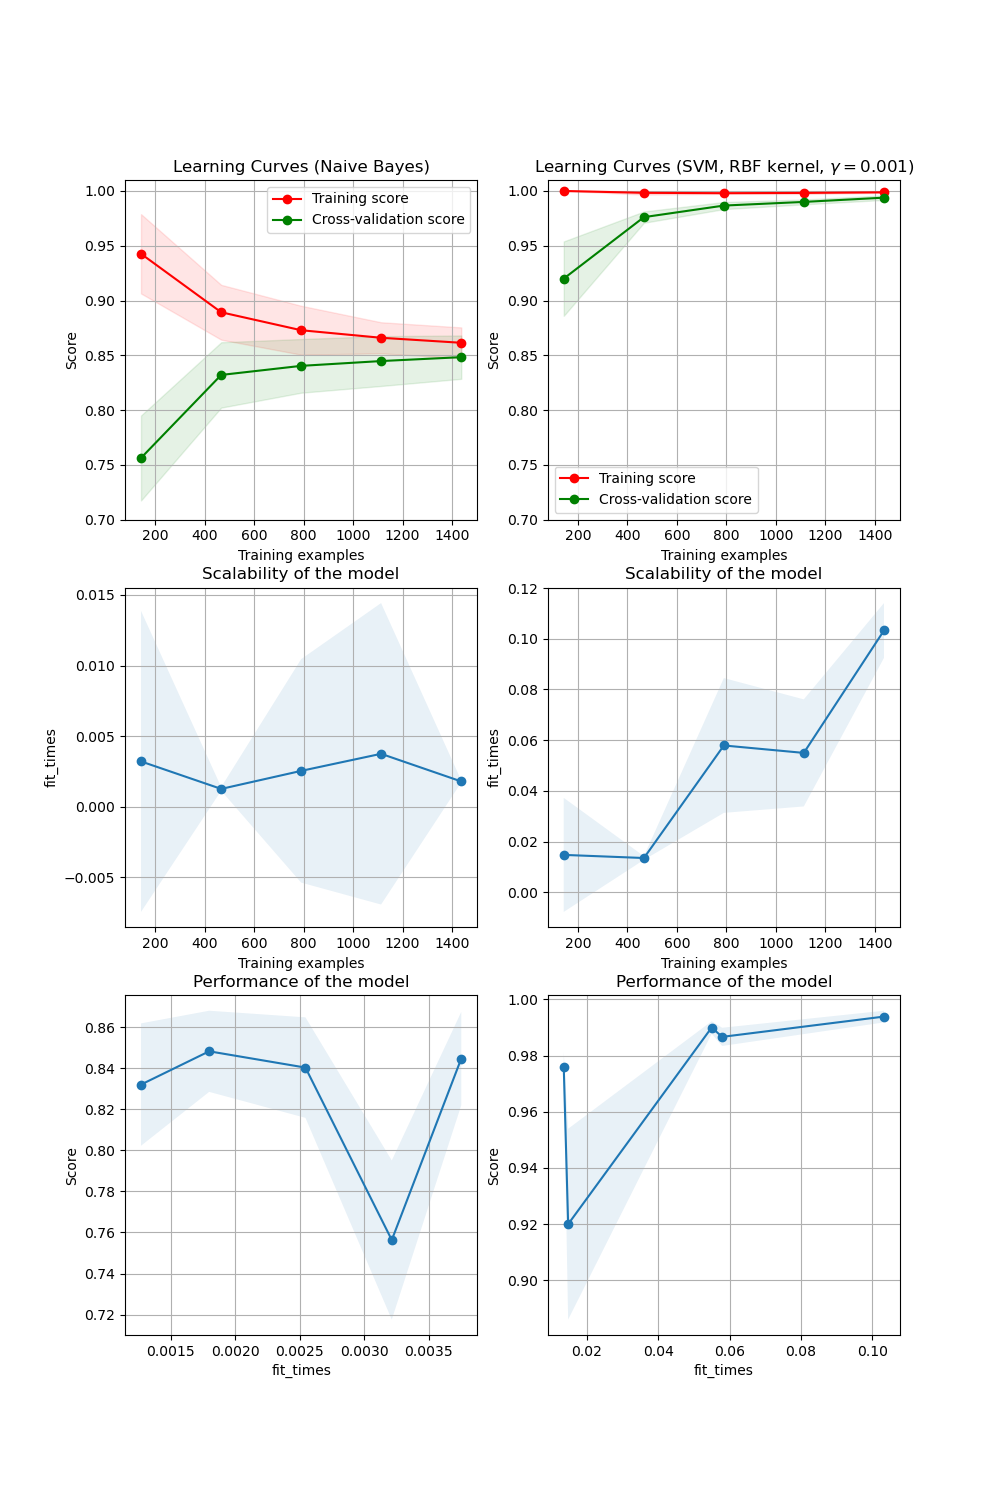 Learning Curves (Naive Bayes)
1.00
0.95
0.90
0.85
0.80
0.75
0.70
Score
Training score
Cross-validation score
200 400 600 800 1000 1200 1400
Training examples
Learning Curves (SVM, RBF kernel, γ = 0.001)
1.00
0.95
0.90
0.85
0.80
0.75
0.70
Score
Training score
Cross-validation score
200 400 600 800 1000 1200 1400
Training examples
Scalability of the model
0.015
0.010
0.005
0.000
−0.005
fit_times
200 400 600 800 1000 1200 1400
Training examples
Scalability of the model
0.12
0.10
0.08
0.06
0.04
0.02
0.00
fit_times
200 400 600 800 1000 1200 1400
Training examples
Performance of the model
0.86
0.84
0.82
0.80
0.78
0.76
0.74
0.72
Score
0.0015 0.0020 0.0025 0.0030 0.0035
fit_times
Performance of the model
1.00
0.98
0.96
0.94
0.92
0.90
Score
0.02 0.04 0.06 0.08 0.10
fit_times